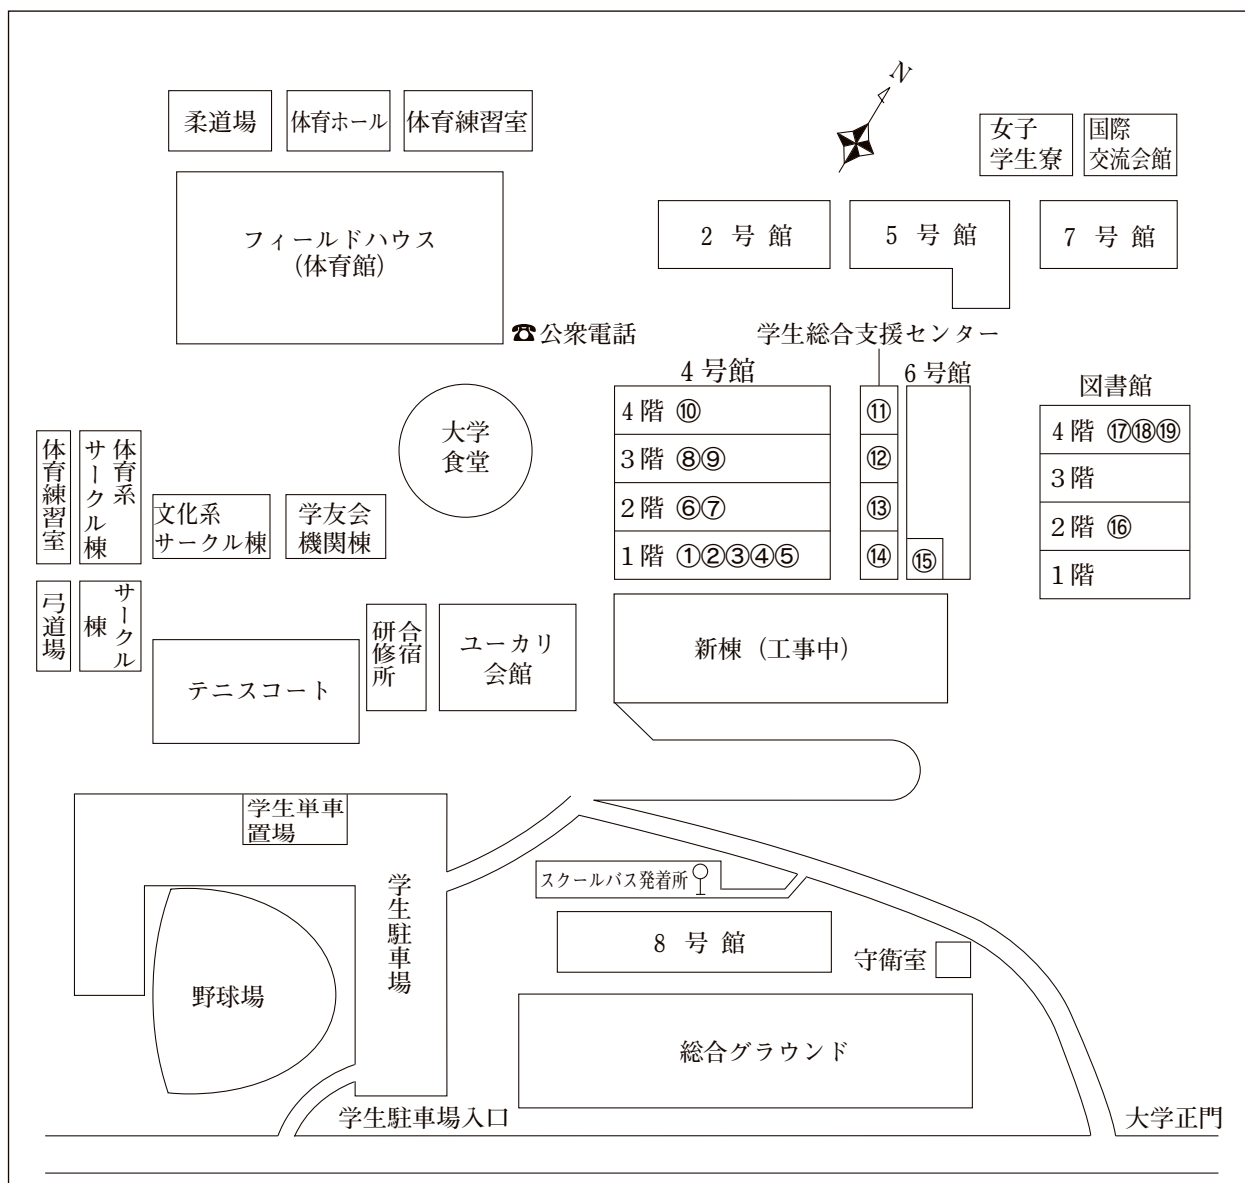 N
柔道場
体育ホール
体育練習室
女子
学生寮
国際
交流会館
フィールドハウス
(体育館)
2 号 館
5 号 館
7 号 館
☎公衆電話
学生総合支援センター
4 号館
4 階 ⑩
3 階 ⑧⑨
2 階 ⑥⑦
1 階 ①②③④⑤
⑪
⑫
⑬
⑭
6 号館
⑮
図書館
4 階 ⑰⑱⑲
3 階
2 階 ⑯
1 階
大学
食堂
体育練習室
体育系
サークル棟
文化系
サークル棟
学友会
機関棟
弓道場
サークル
棟
テニスコート
合宿
研修所
ユーカリ
会館
新棟（工事中）
学生単車
置場
学生駐車場
野球場
スクールバス発着所
8 号 館
守衛室
総合グラウンド
学生駐車場入口
大学正門